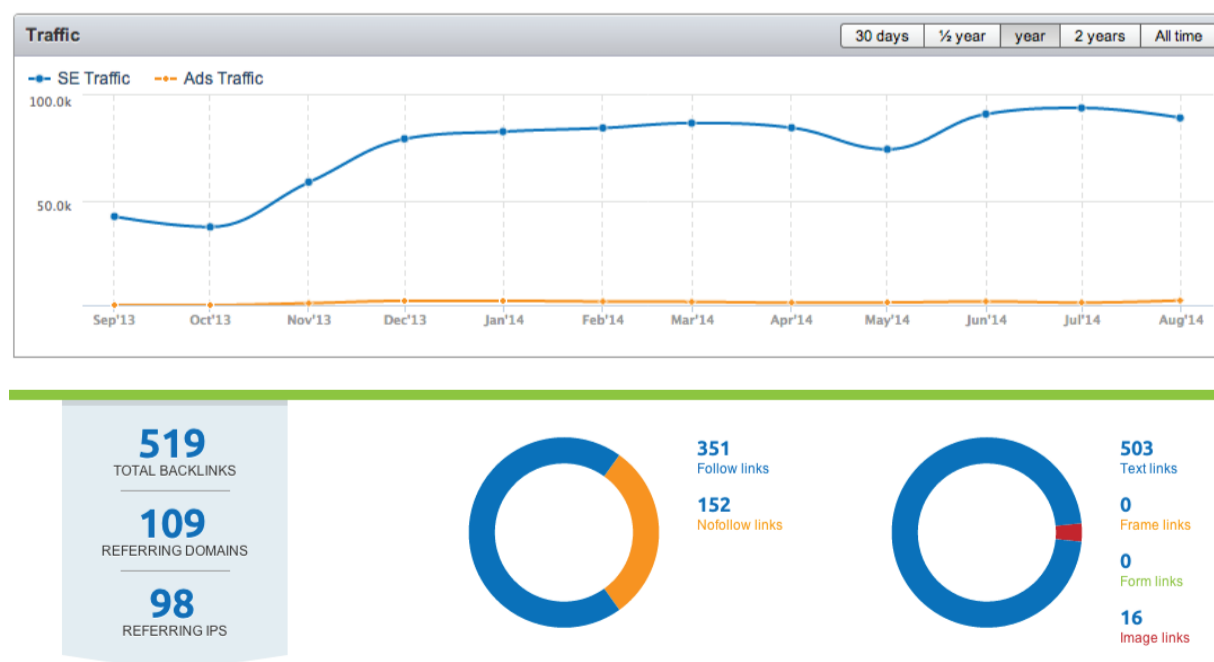 Traffic
30 days ½ year year 2 years All time
SE Traffic Ads Traffic
100.0k
50.0k
Sep'13 Oct'13 Nov'13 Dec'13 Jan'14 Feb'14 Mar'14 Apr'14 May'14 Jun'14 Jul'14 Aug'14
519
TOTAL BACKLINKS
109
REFERRING DOMAINS
98
REFERRING IPS
351
Follow links
152
Nofollow links
503
Text links
0
Frame links
0
Form links
16
Image links